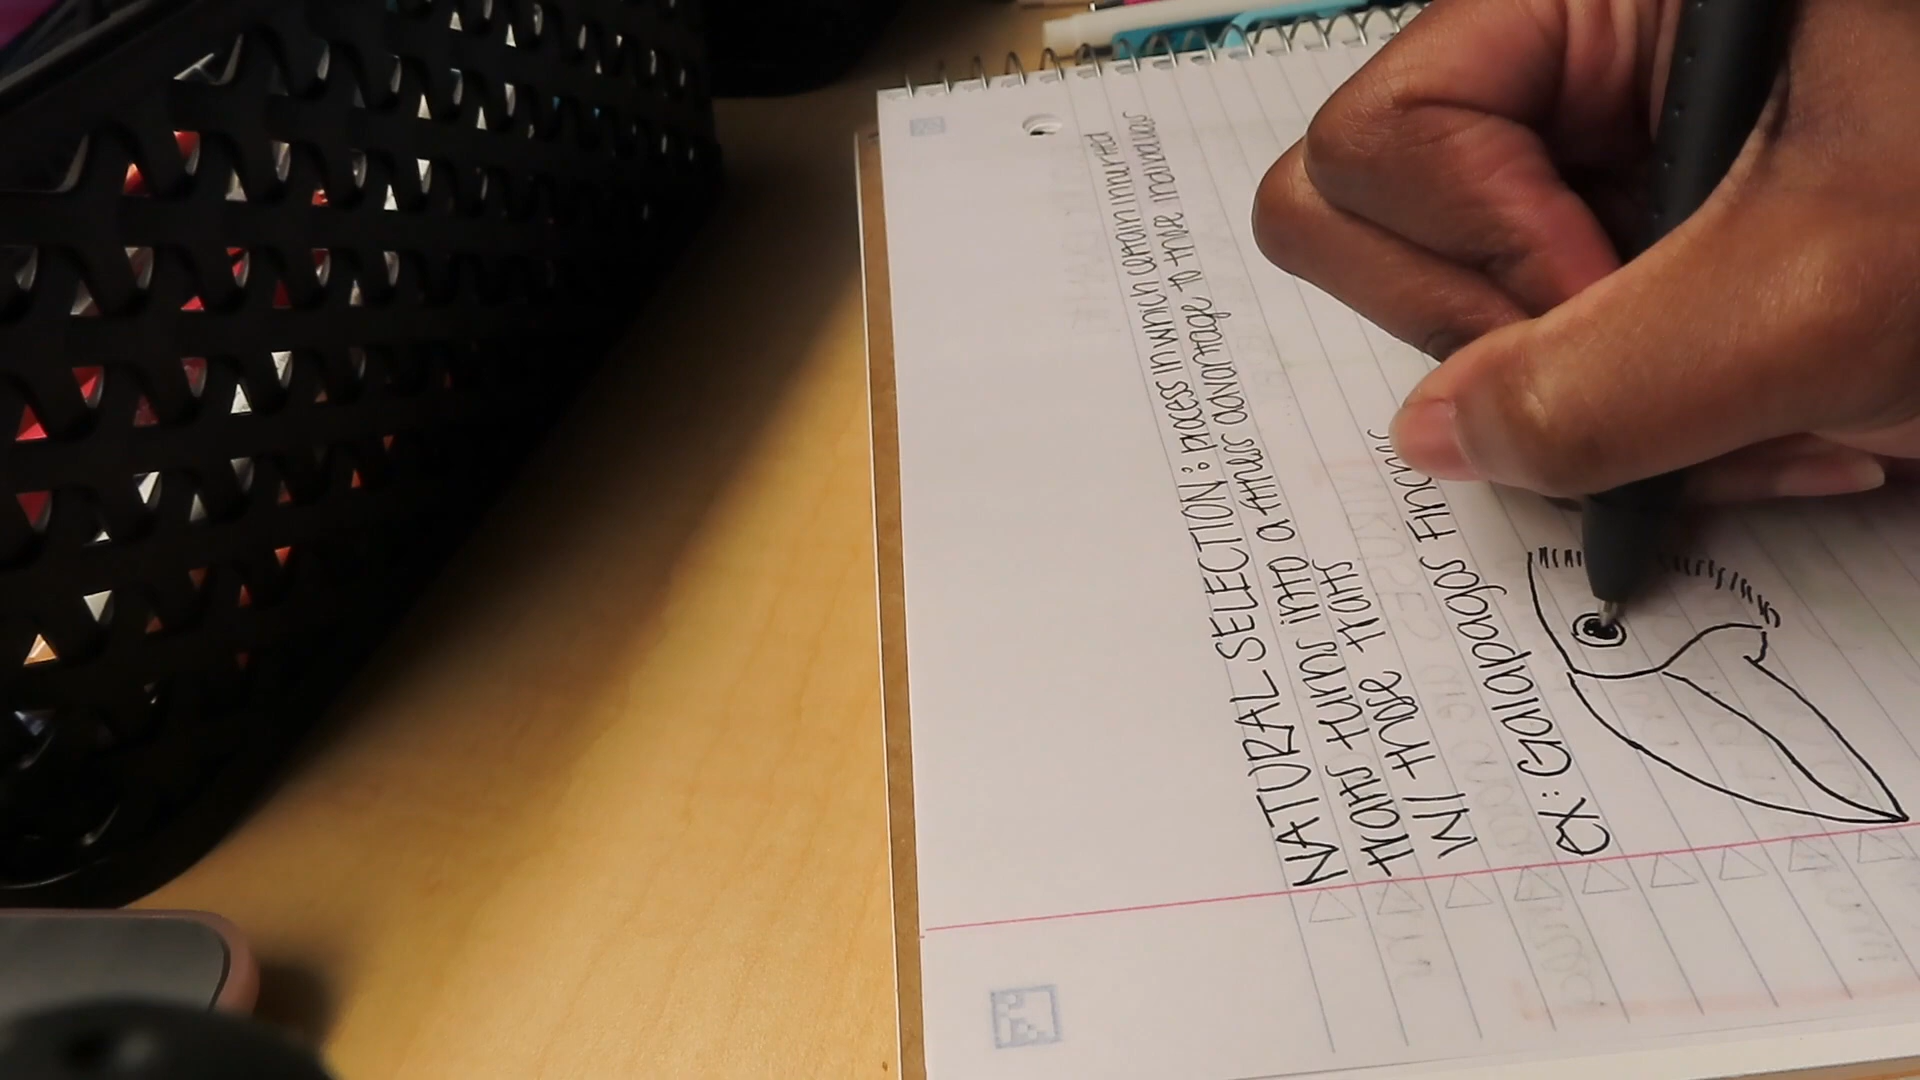 NATURAL SELECTION: process in which certain inherited
traits turns into a fitness advantage to those individuals
w/ those traits
ex: Galapagos Finches